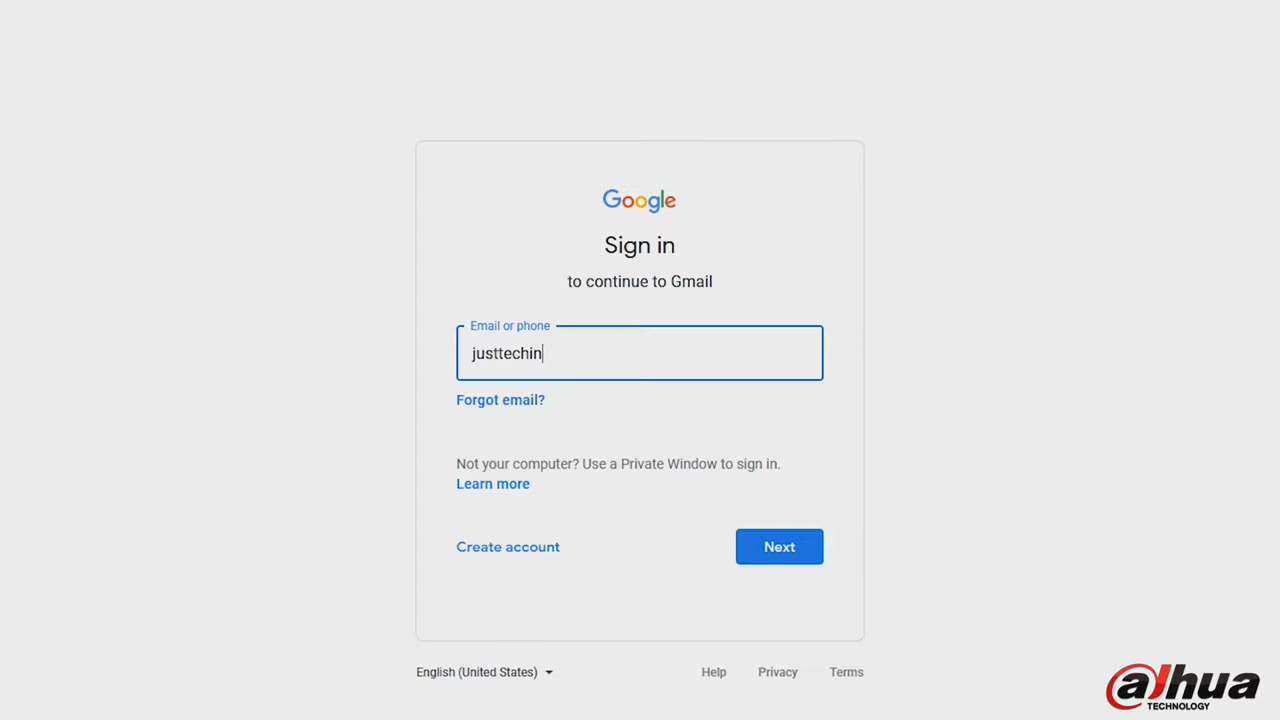 Google
Sign in
to continue to Gmail
Email or phone
justtechin
Forgot email?
Not your computer? Use a Private Window to sign in.
Learn more
Create account
Next
English (United States)
Help
Privacy
Terms
alhua
TECHNOLOGY